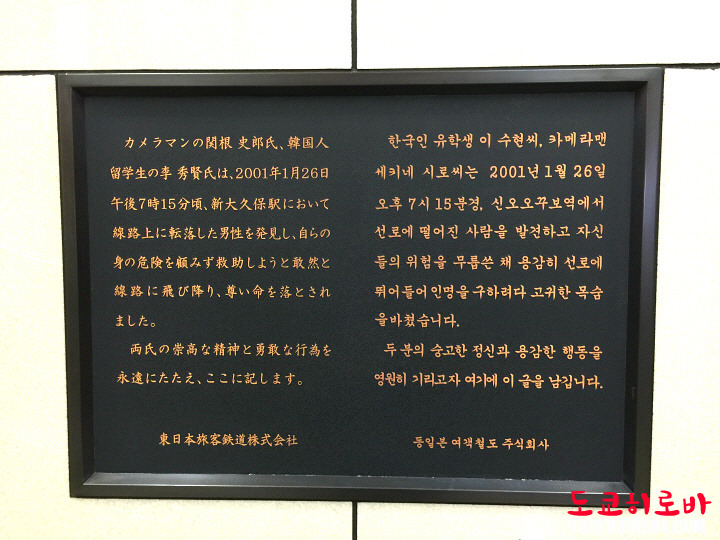 カメラマンの関根 史郎氏、韓国人
留学生の李 秀賢氏は、2001年1月26日
午後7時15分頃、新大久保駅において
線路上に転落した男性を発見し、自らの
身の危険を顧みず救助しようと敢然と
線路に飛び降り、尊い命を落とされ
ました。
両氏の崇高な精神と勇敢な行為を
永遠にたたえ、ここに記します。
東日本旅客鉄道株式会社
한국인 유학생 이 수현씨, 카메라맨
세키네 시로씨는 2001년 1월 26일
오후 7시 15분경, 신오오쿠보역에서
선로에 떨어진 사람을 발견하고 자신
들의 위험을 무릅쓴 채 용감히 선로에
뛰어들어 인명을 구하려다 고귀한 목숨
을바쳤습니다.
두 분의 숭고한 정신과 용감한 행동을
영원히 기리고자 여기에 이 글을 남깁니다.
동일본 여객철도 주식회사
도쿄히로바